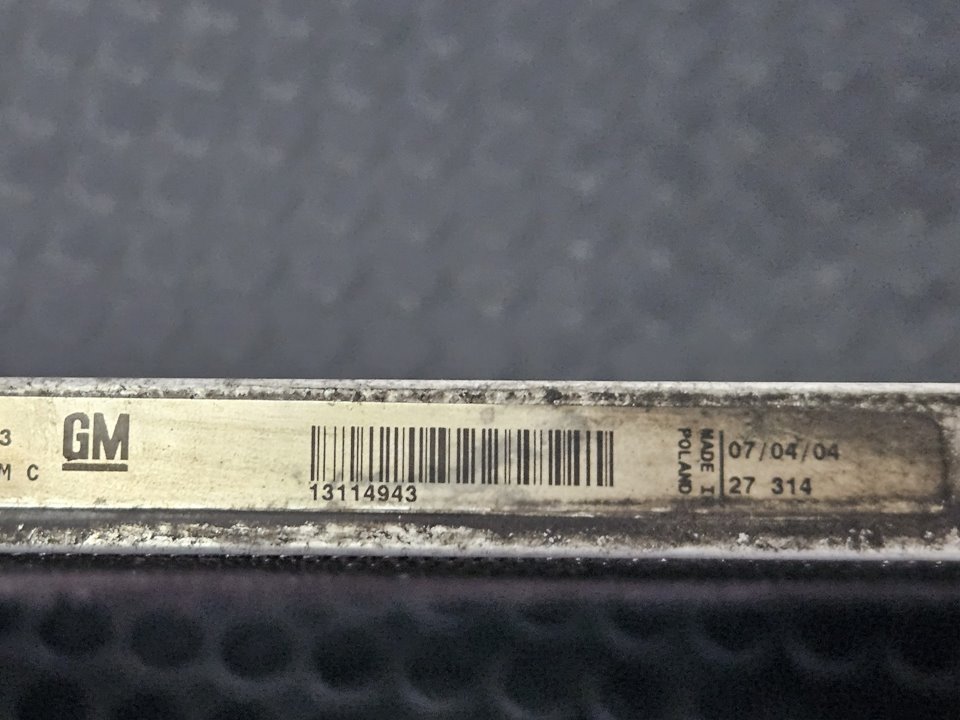 3
M C
GM
13114943
MADE I
POLAND
07/04/04
27 314